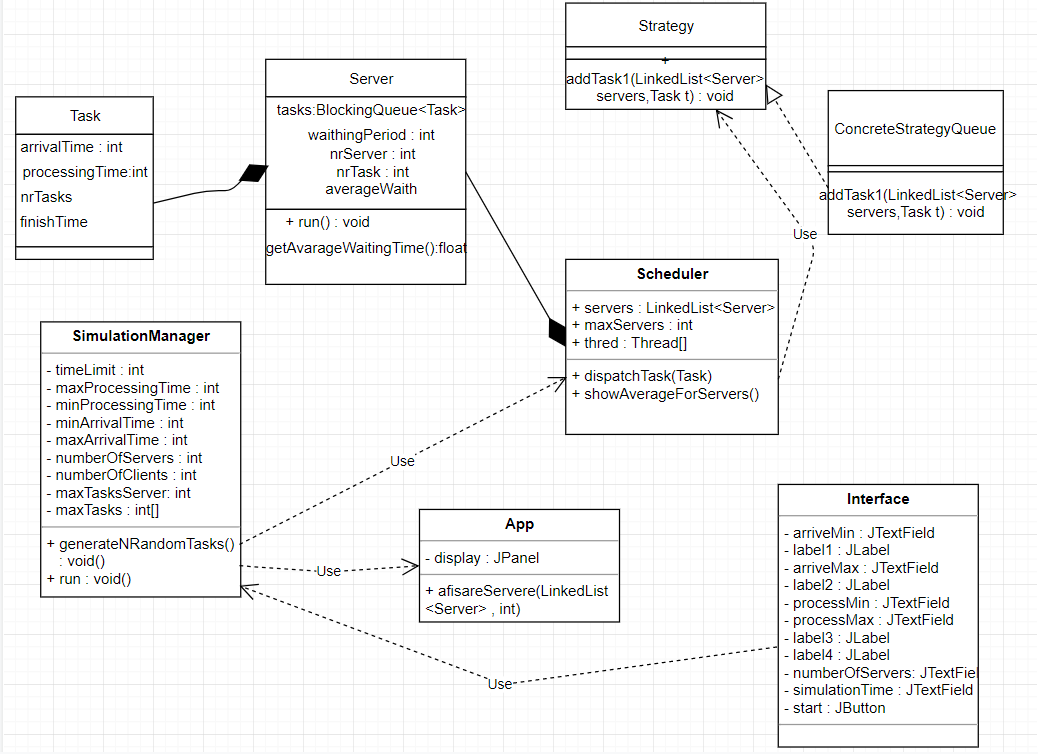 Strategy
+
addTask1(LinkedList<Server>
servers,Task t) : void
Server
tasks:BlockingQueue<Task>
waithingPeriod : int
nrServer : int
nrTask : int
averageWaith
+ run() : void
getAvarageWaitingTime():float
Task
arrivalTime : int
processingTime:int
nrTasks
finishTime
ConcreteStrategyQueue
addTask1(LinkedList<Server>
servers,Task t) : void
Use
Scheduler
+ servers : LinkedList<Server>
+ maxServers : int
+ thred : Thread[]
+ dispatchTask(Task)
+ showAverageForServers()
SimulationManager
- timeLimit : int
- maxProcessingTime : int
- minProcessingTime : int
- minArrivalTime : int
- maxArrivalTime : int
- numberOfServers : int
- numberOfClients : int
- maxTasksServer: int
- maxTasks : int[]
+ generateNRandomTasks()
: void()
+ run : void()
Use
Use
App
- display : JPanel
+ afisareServere(LinkedList
<Server> , int)
Interface
- arriveMin : JTextField
- label1 : JLabel
- arriveMax : JTextField
- label2 : JLabel
- processMin : JTextField
- processMax : JTextField
- label3 : JLabel
- label4 : JLabel
- numberOfServers: JTextFiel
- simulationTime : JTextField
- start : JButton
Use